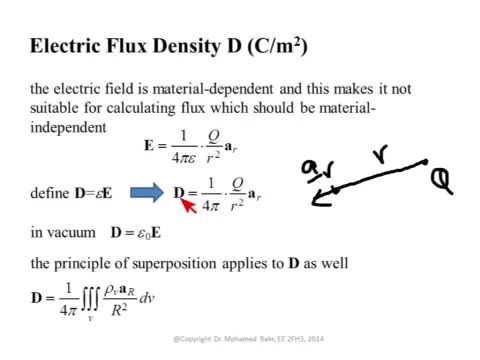 Electric Flux Density D (C/m²)
the electric field is material-dependent and this makes it not
suitable for calculating flux which should be material-
independent
E = 1/4πε · Q/r² aᵣ
define D=εE D = 1/4π · Q/r² aᵣ
a r r Q
in vacuum D = ε₀E
the principle of superposition applies to D as well
D = 1/4π ∭ᵥ ρᵥa_R/R² dv
@Copyright Dr. Mohamed Bakr, EE 2FH3, 2014